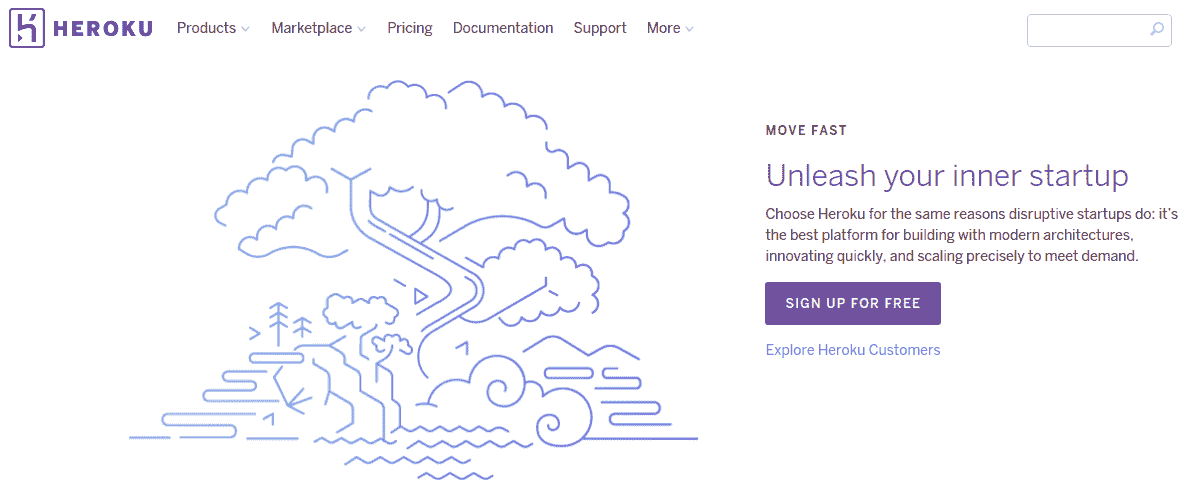 HEROKU Products Marketplace Pricing Documentation Support More
MOVE FAST
Unleash your inner startup
Choose Heroku for the same reasons disruptive startups do: it's
the best platform for building with modern architectures,
innovating quickly, and scaling precisely to meet demand.
SIGN UP FOR FREE
Explore Heroku Customers